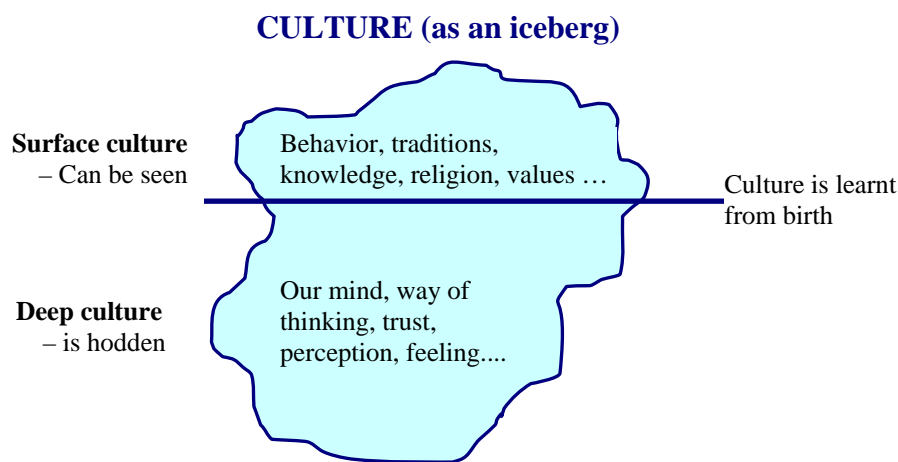 CULTURE (as an iceberg)
Surface culture
– Can be seen
Behavior, traditions,
knowledge, religion, values …
Culture is learnt
from birth
Deep culture
– is hodden
Our mind, way of
thinking, trust,
perception, feeling....